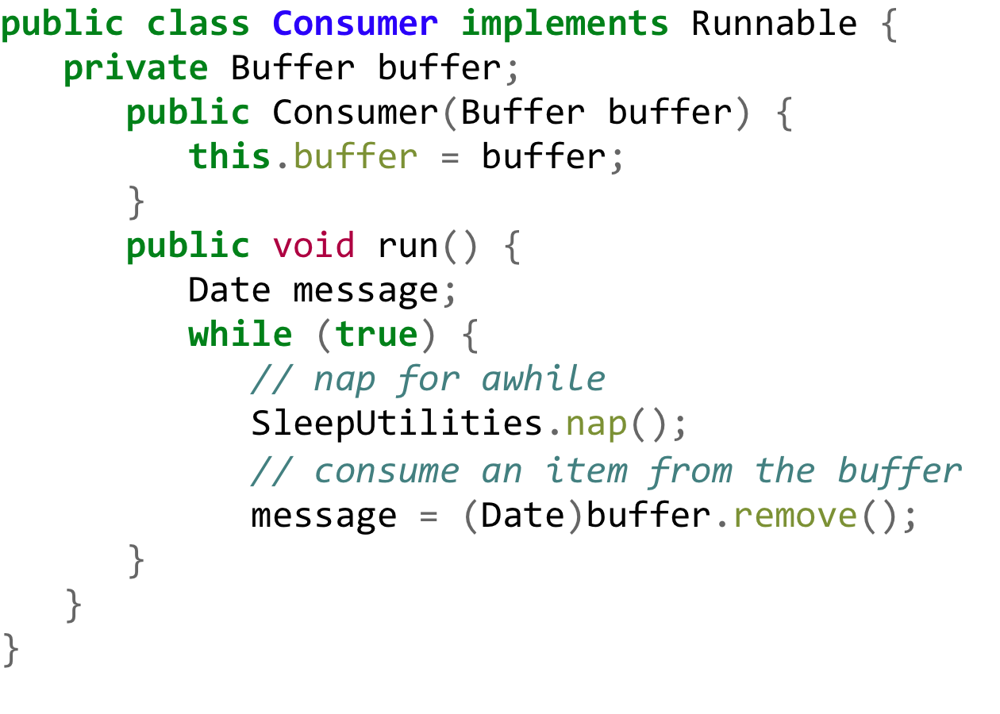 public class Consumer implements Runnable {
   private Buffer buffer;
      public Consumer(Buffer buffer) {
         this.buffer = buffer;
      }
      public void run() {
         Date message;
         while (true) {
            // nap for awhile
            SleepUtilities.nap();
            // consume an item from the buffer
            message = (Date)buffer.remove();
      }
   }
}